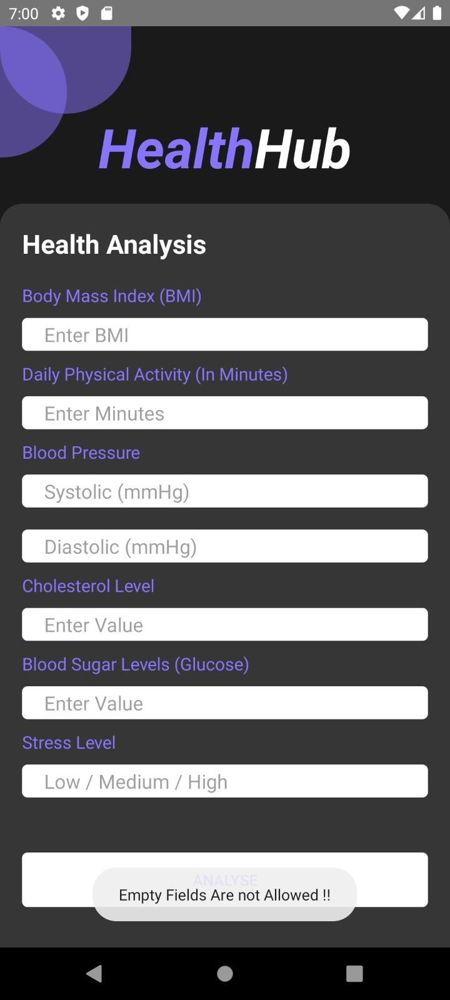 7:00
HealthHub
Health Analysis
Body Mass Index (BMI)
Enter BMI
Daily Physical Activity (In Minutes)
Enter Minutes
Blood Pressure
Systolic (mmHg)
Diastolic (mmHg)
Cholesterol Level
Enter Value
Blood Sugar Levels (Glucose)
Enter Value
Stress Level
Low / Medium / High
ANALYSE
Empty Fields Are not Allowed !!